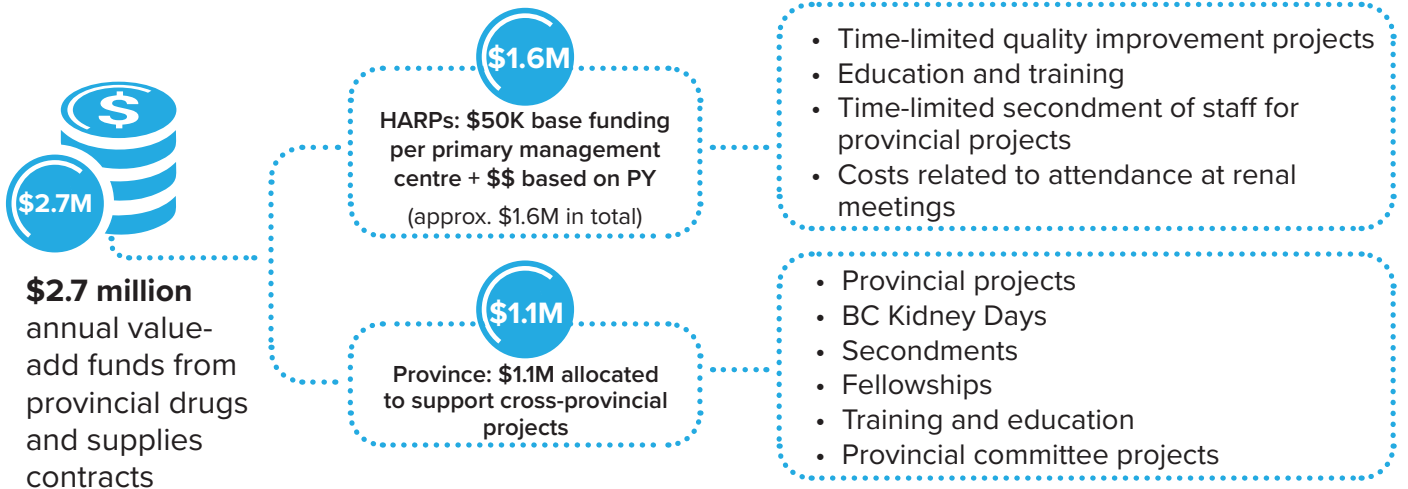 $
$2.7M
$2.7 million
annual value-
add funds from
provincial drugs
and supplies
contracts
$1.6M
HARPs: $50K base funding
per primary management
centre + $$ based on PY
(approx. $1.6M in total)
• Time-limited quality improvement projects
• Education and training
• Time-limited secondment of staff for
provincial projects
• Costs related to attendance at renal
meetings
$1.1M
Province: $1.1M allocated
to support cross-provincial
projects
• Provincial projects
• BC Kidney Days
• Secondments
• Fellowships
• Training and education
• Provincial committee projects